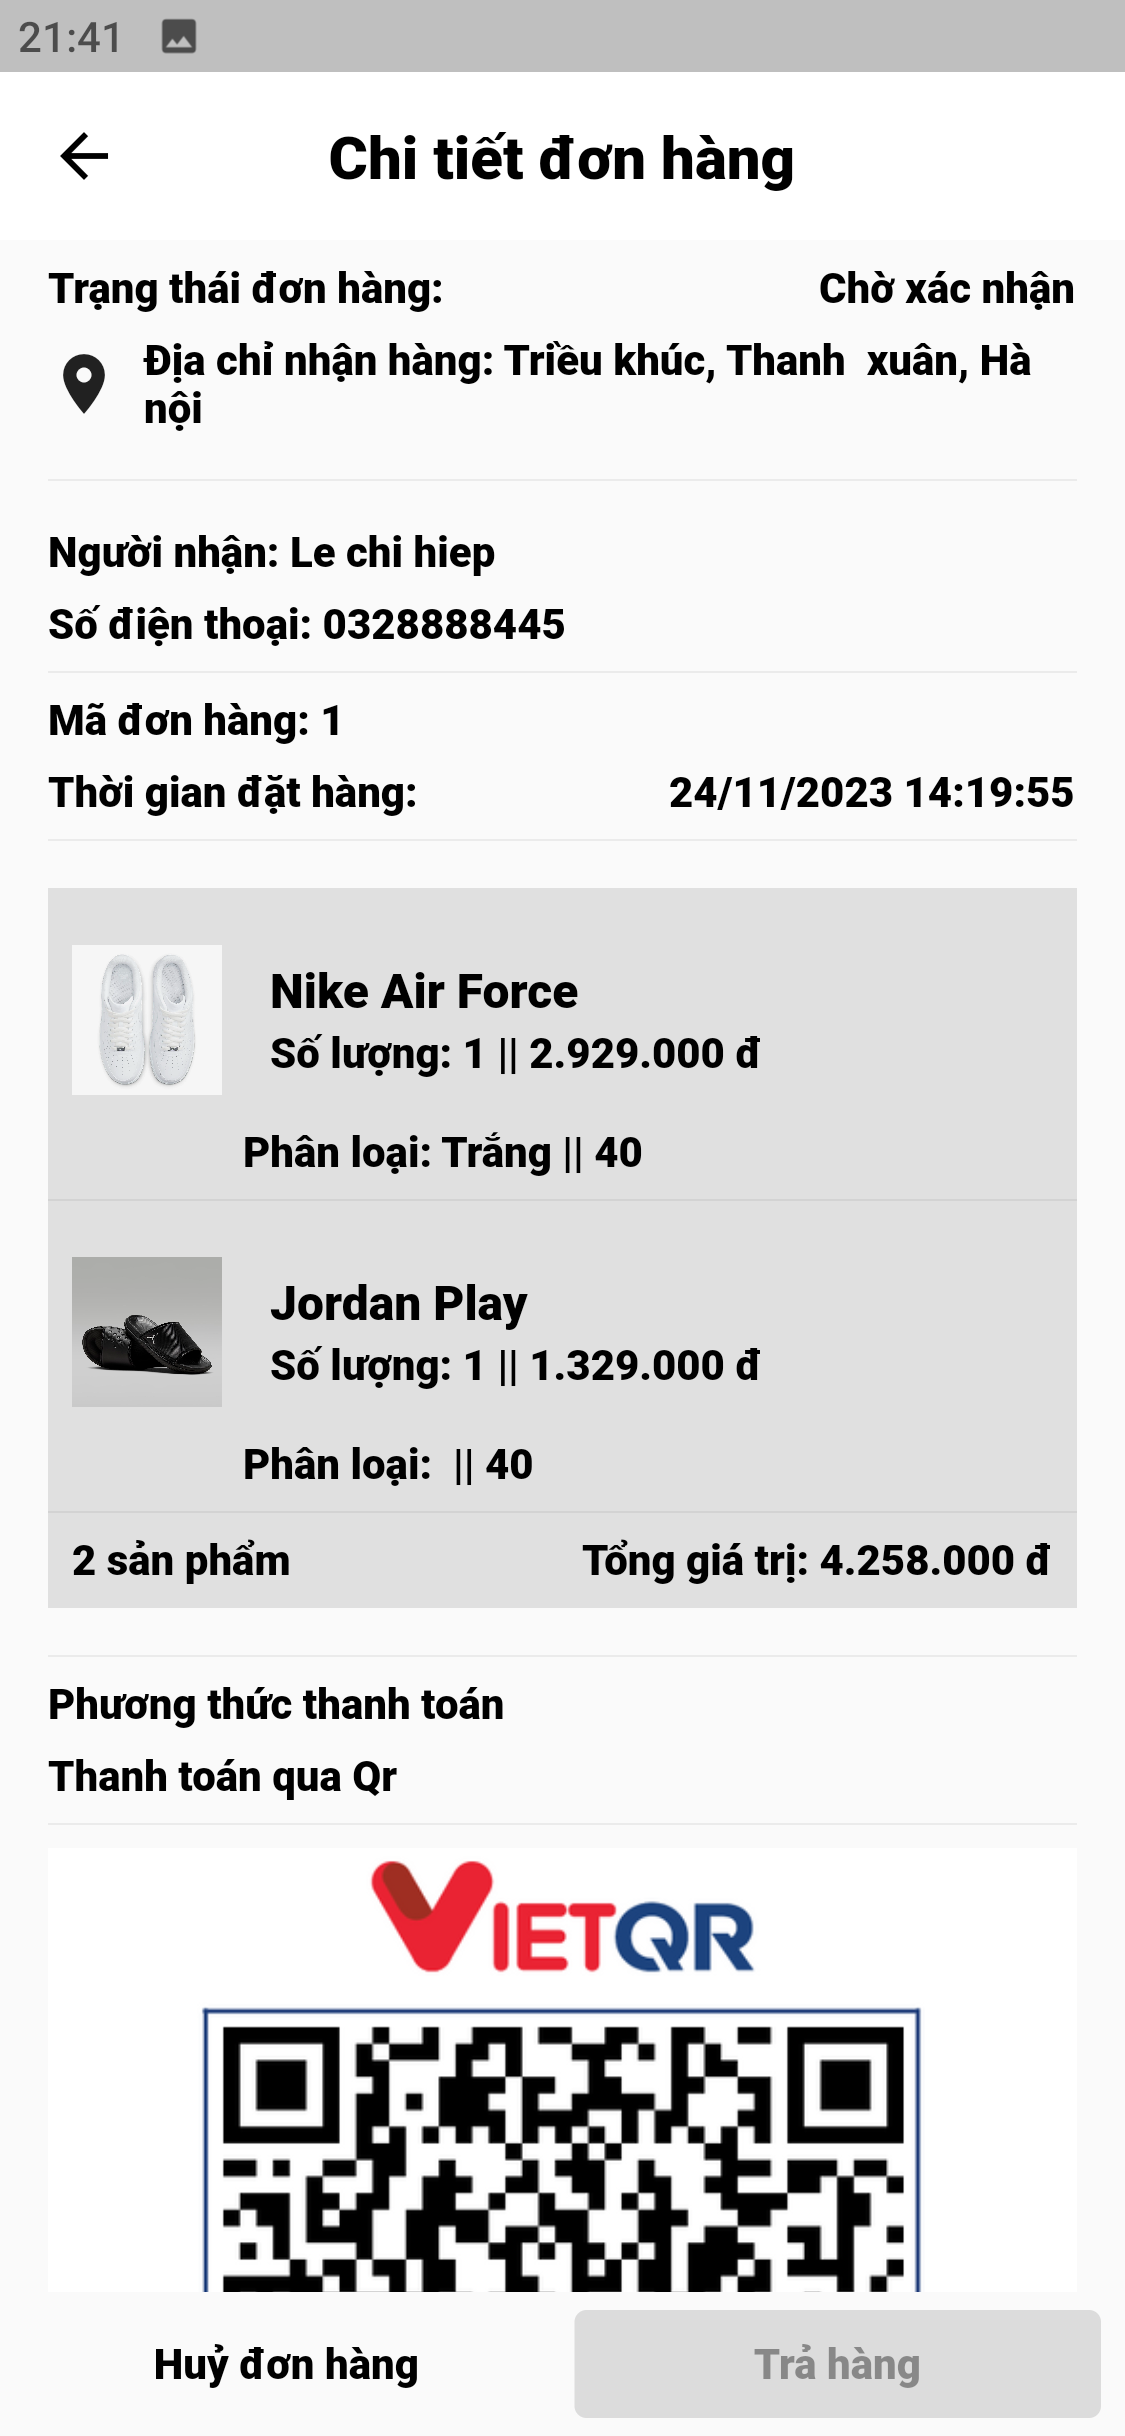 21:41
Chi tiết đơn hàng
Trạng thái đơn hàng: Chờ xác nhận
Địa chỉ nhận hàng: Triều khúc, Thanh  xuân, Hà
nội
Người nhận: Le chi hiep
Số điện thoại: 0328888445
Mã đơn hàng: 1
Thời gian đặt hàng: 24/11/2023 14:19:55
Nike Air Force
Số lượng: 1 || 2.929.000 đ
Phân loại: Trắng || 40
Jordan Play
Số lượng: 1 || 1.329.000 đ
Phân loại:  || 40
2 sản phẩm Tổng giá trị: 4.258.000 đ
Phương thức thanh toán
Thanh toán qua Qr
VIETQR
Huỷ đơn hàng Trả hàng